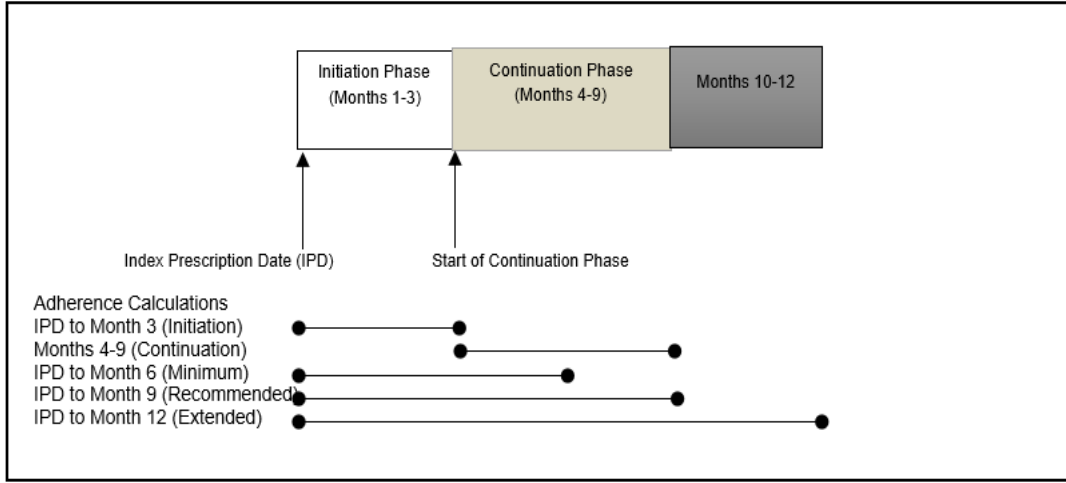 Initiation Phase
(Months 1-3)
Continuation Phase
(Months 4-9)
Months 10-12
Index Prescription Date (IPD)
Start of Continuation Phase
Adherence Calculations
IPD to Month 3 (Initiation)
Months 4-9 (Continuation)
IPD to Month 6 (Minimum)
IPD to Month 9 (Recommended)
IPD to Month 12 (Extended)